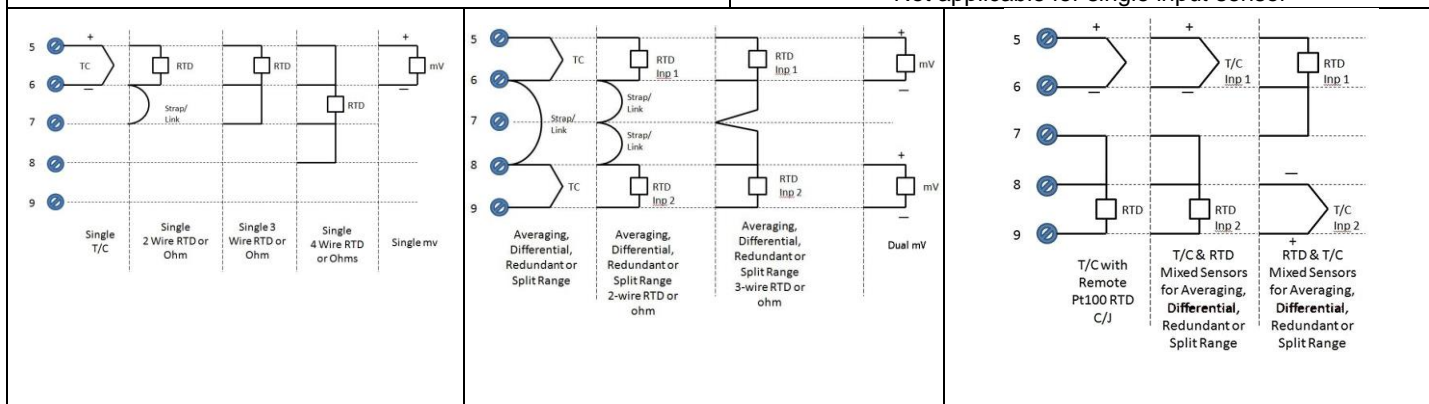 Not applicable for single input sensor
5
6
7
8
9
+
TC
−
RTD
Strap/
Link
RTD
RTD
+
mV
−
Single
T/C
Single
2 Wire RTD or
Ohm
Single 3
Wire RTD or
Ohm
Single
4 Wire RTD
or Ohms
Single mv
5
6
7
8
9
TC
Strap/
Link
TC
RTD
Inp 1
Strap/
Link
Strap/
Link
RTD
Inp 2
RTD
Inp 1
RTD
Inp 2
+
mV
−
+
mV
−
Averaging,
Differential,
Redundant or
Split Range
Averaging,
Differential,
Redundant or
Split Range
2-wire RTD or
ohm
Averaging,
Differential,
Redundant or
Split Range
3-wire RTD or
ohm
Dual mV
5
6
7
8
9
+
−
RTD
+
T/C
Inp 1
−
RTD
Inp 2
RTD
Inp 1
−
T/C
Inp 2
+
T/C with
Remote
Pt100 RTD
C/J
T/C & RTD
Mixed Sensors
for Averaging,
Differential,
Redundant or
Split Range
RTD & T/C
Mixed Sensors
for Averaging,
Differential,
Redundant or
Split Range